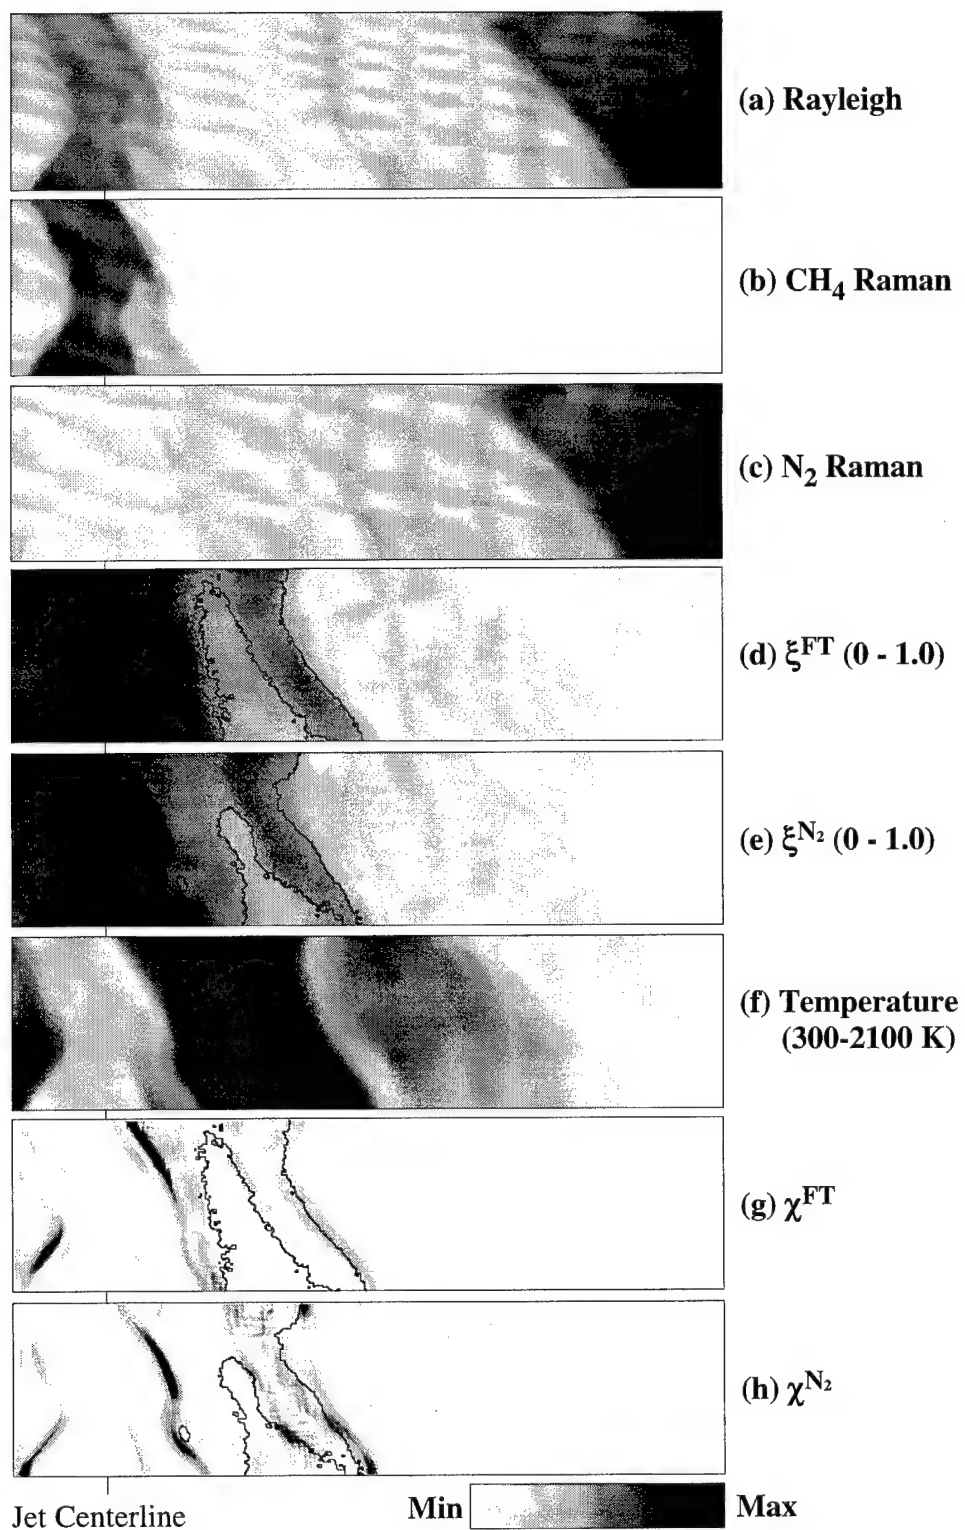 (a) Rayleigh
(b) CH4 Raman
(c) N2 Raman
(d) ξFT (0 - 1.0)
(e) ξN2 (0 - 1.0)
(f) Temperature
(300-2100 K)
(g) χFT
(h) χN2
Jet Centerline
Min
Max